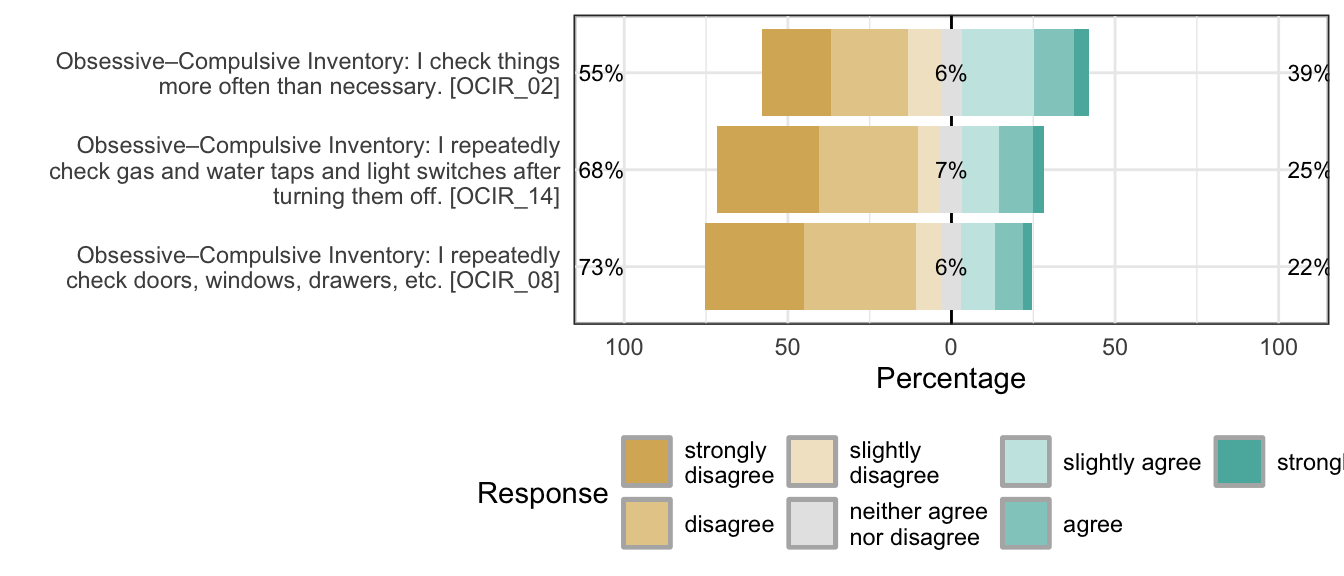 Obsessive–Compulsive Inventory: I check things
more often than necessary. [OCIR_02]
55%
6%
39%
Obsessive–Compulsive Inventory: I repeatedly
check gas and water taps and light switches after
turning them off. [OCIR_14]
68%
7%
25%
Obsessive–Compulsive Inventory: I repeatedly
check doors, windows, drawers, etc. [OCIR_08]
73%
6%
22%
100 50 0 50 100
Percentage
Response
strongly
disagree
disagree
slightly
disagree
neither agree
nor disagree
slightly agree
agree